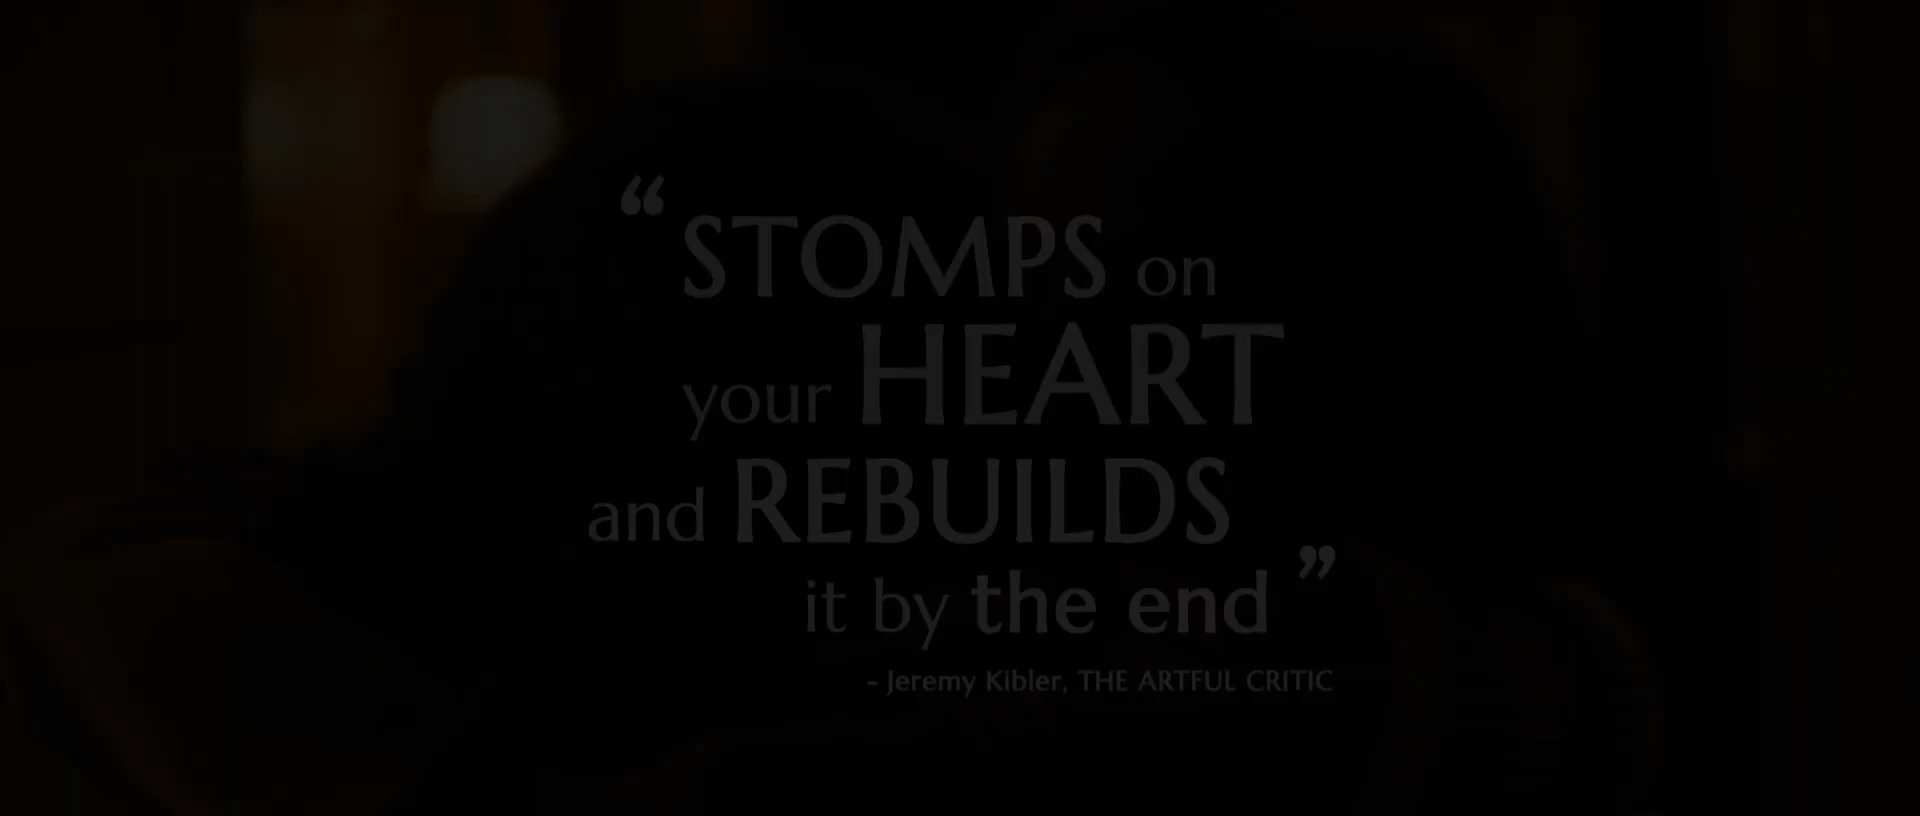 “STOMPS on
your HEART
and REBUILDS
it by the end”
- Jeremy Kibler, THE ARTFUL CRITIC